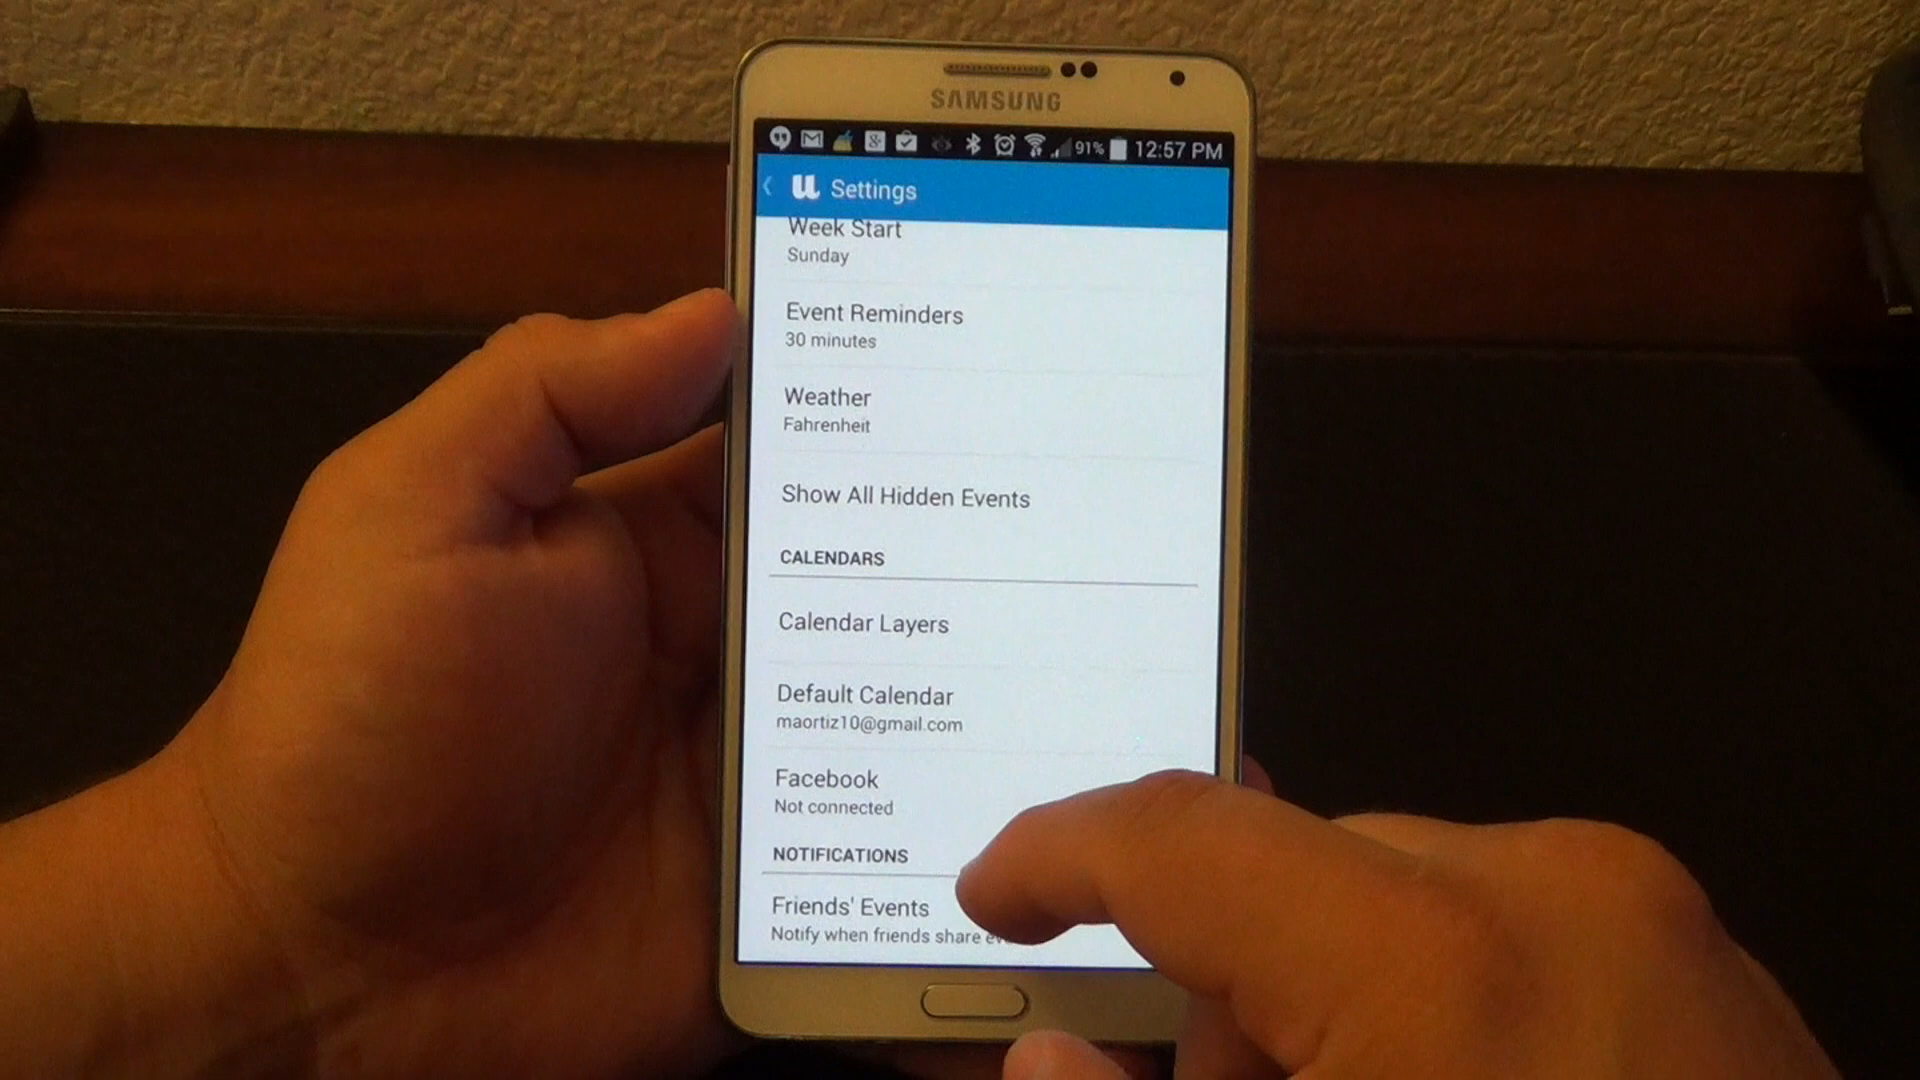 SAMSUNG
91% 12:57 PM
Settings
Week Start
Sunday
Event Reminders
30 minutes
Weather
Fahrenheit
Show All Hidden Events
CALENDARS
Calendar Layers
Default Calendar
maortiz10@gmail.com
Facebook
Not connected
NOTIFICATIONS
Friends' Events
Notify when friends share